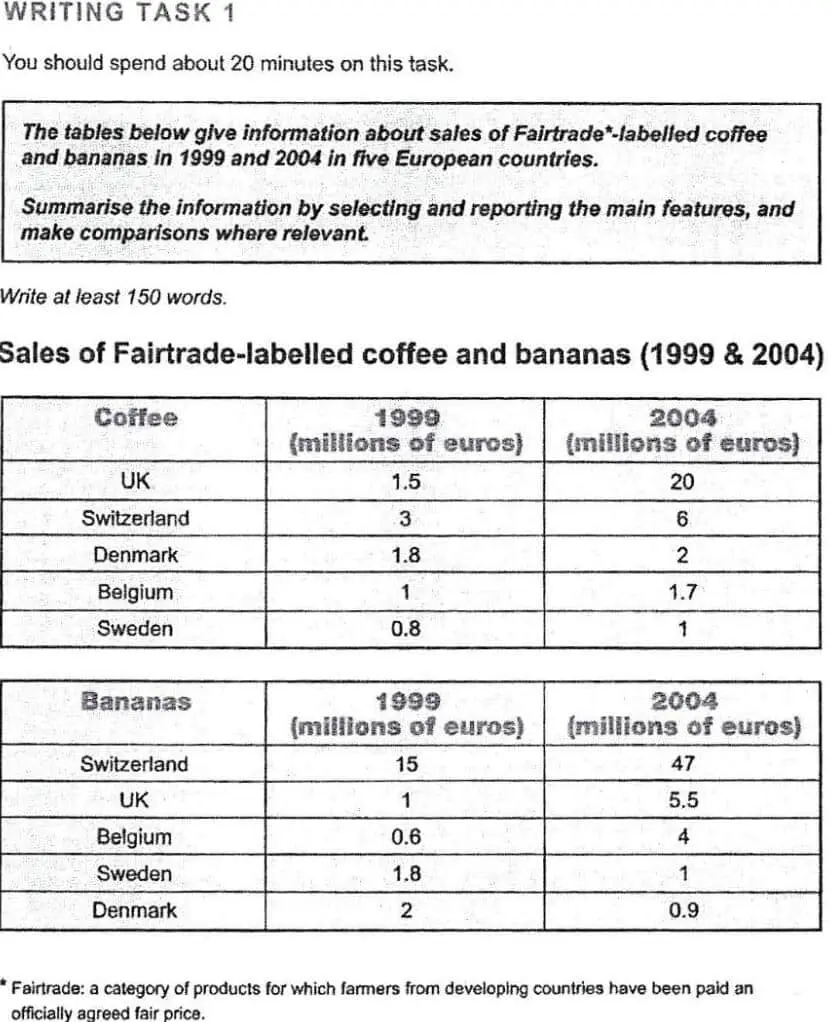 WRITING TASK 1
You should spend about 20 minutes on this task.
The tables below give information about sales of Fairtrade*-labelled coffee
and bananas in 1999 and 2004 in five European countries.
Summarise the information by selecting and reporting the main features, and
make comparisons where relevant.
Write at least 150 words.
Sales of Fairtrade-labelled coffee and bananas (1999 & 2004)
Coffee 1999 2004
(millions of euros) (millions of euros)
UK 1.5 20
Switzerland 3 6
Denmark 1.8 2
Belgium 1 1.7
Sweden 0.8 1
Bananas 1999 2004
(millions of euros) (millions of euros)
Switzerland 15 47
UK 1 5.5
Belgium 0.6 4
Sweden 1.8 1
Denmark 2 0.9
* Fairtrade: a category of products for which farmers from developing countries have been paid an
officially agreed fair price.